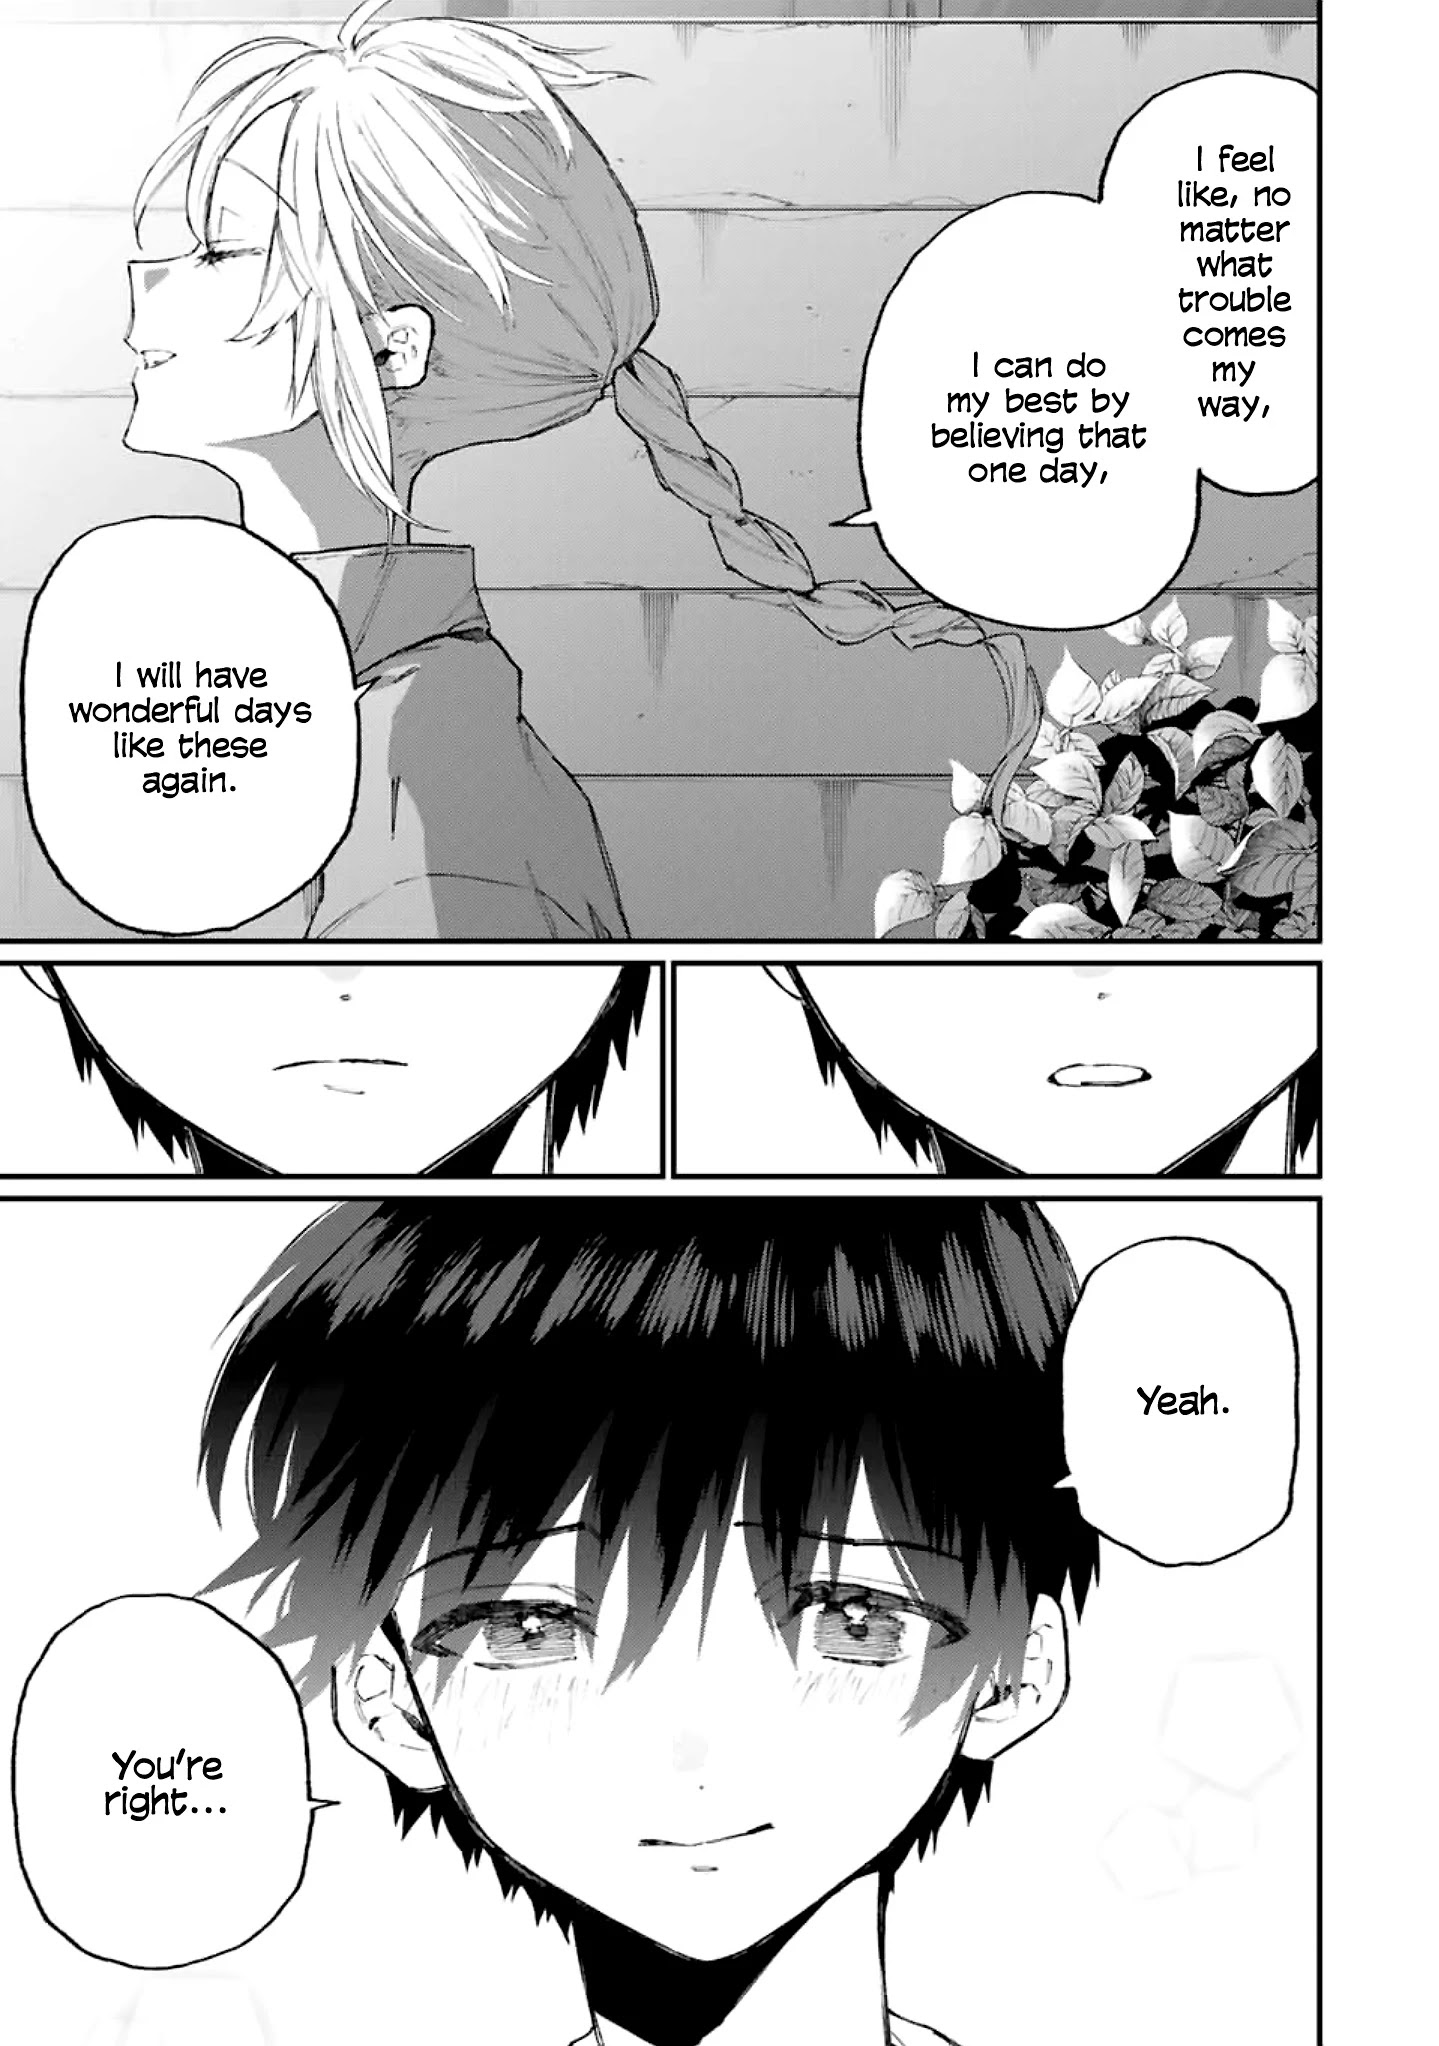 I feel
like, no
matter
what
trouble
comes
my
way,
I can do
my best by
believing that
one day,
I will have
wonderful days
like these
again.
Yeah.
You're
right...